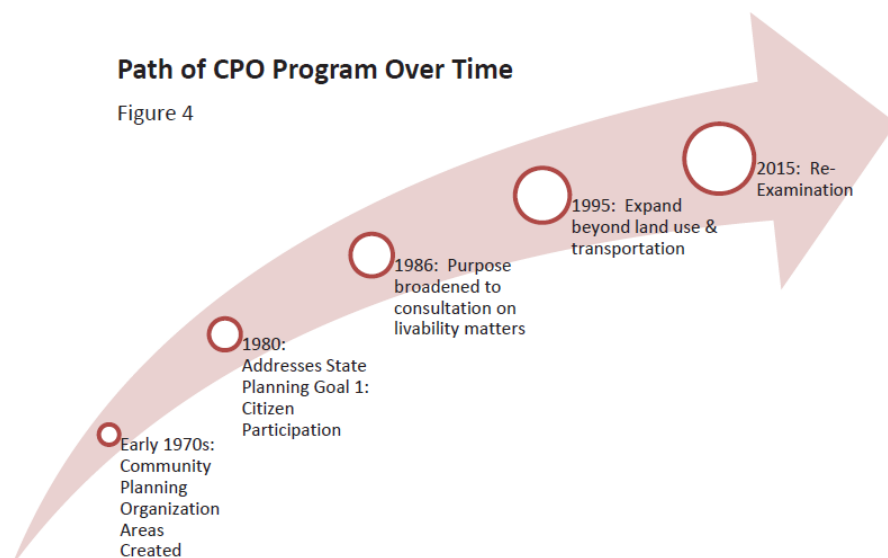 Path of CPO Program Over Time
Figure 4
Early 1970s:
Community
Planning
Organization
Areas
Created
1980:
Addresses State
Planning Goal 1:
Citizen
Participation
1986:  Purpose
broadened to
consultation on
livability matters
1995:  Expand
beyond land use &
transportation
2015:  Re-
Examination